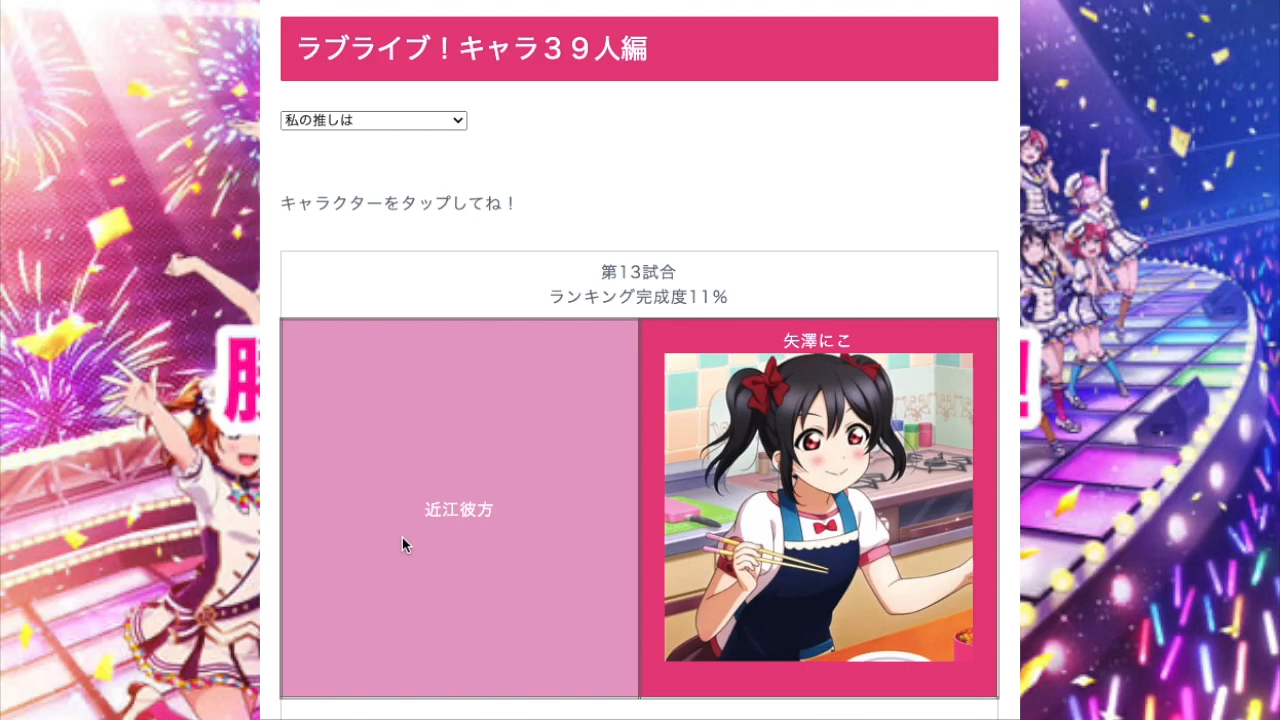 ラブライブ！キャラ３９人編
私の推しは
キャラクターをタップしてね！
第13試合
ランキング完成度11%
近江彼方
矢澤にこ